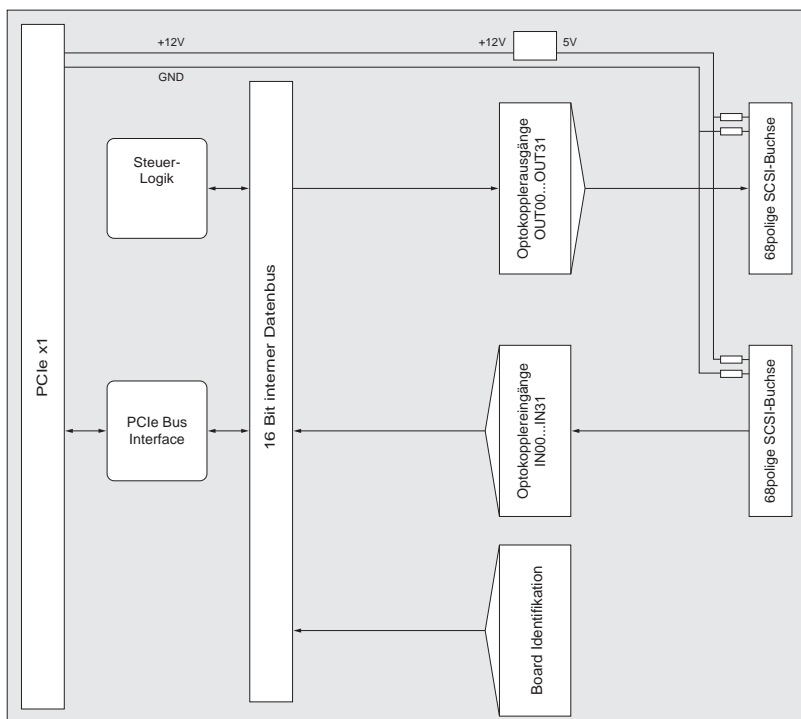 +12V
+12V
5V
GND
PCIe x1
Steuer-
Logik
PCIe Bus
Interface
16 Bit interner Datenbus
Optokopplerausgänge
OUT00...OUT31
68polige SCSI-Buchse
Optokopplereingänge
IN00...IN31
68polige SCSI-Buchse
Board Identifikation